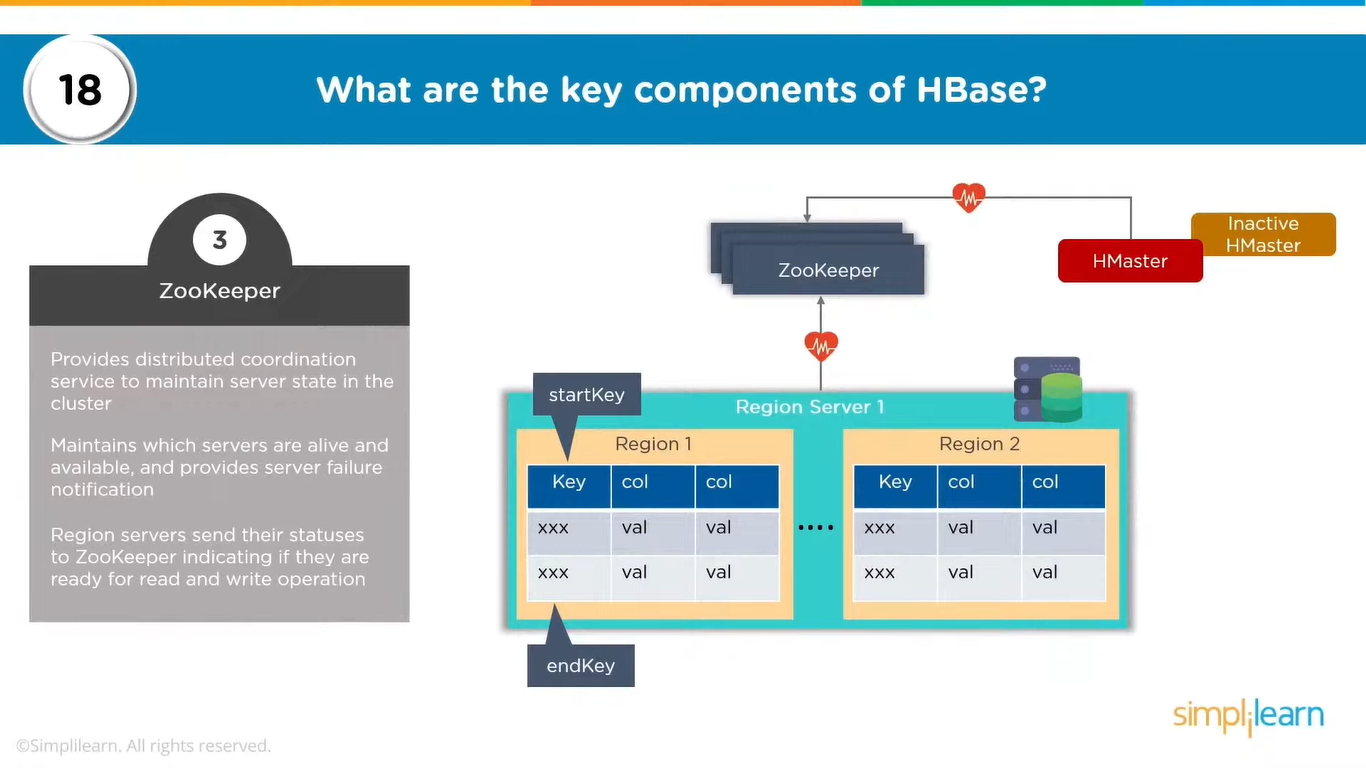 18
What are the key components of HBase?
3
ZooKeeper
Provides distributed coordination
service to maintain server state in the
cluster
Maintains which servers are alive and
available, and provides server failure
notification
Region servers send their statuses
to ZooKeeper indicating if they are
ready for read and write operation
ZooKeeper
HMaster
Inactive
HMaster
startKey
Region Server 1
Region 1
Key col col
xxx val val
xxx val val
endKey
....
Region 2
Key col col
xxx val val
xxx val val
simplilearn
©Simplilearn. All rights reserved.